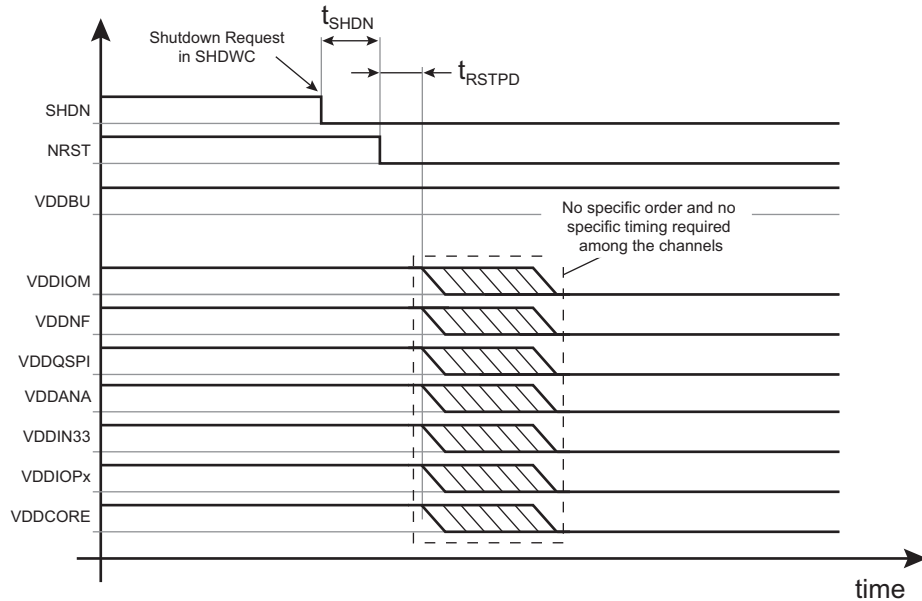 tSHDN
Shutdown Request
in SHDWC
tRSTPD
SHDN
NRST
VDDBU
No specific order and no
specific timing required
among the channels
VDDIOM
VDDNF
VDDQSPI
VDDANA
VDDIN33
VDDIOPx
VDDCORE
time